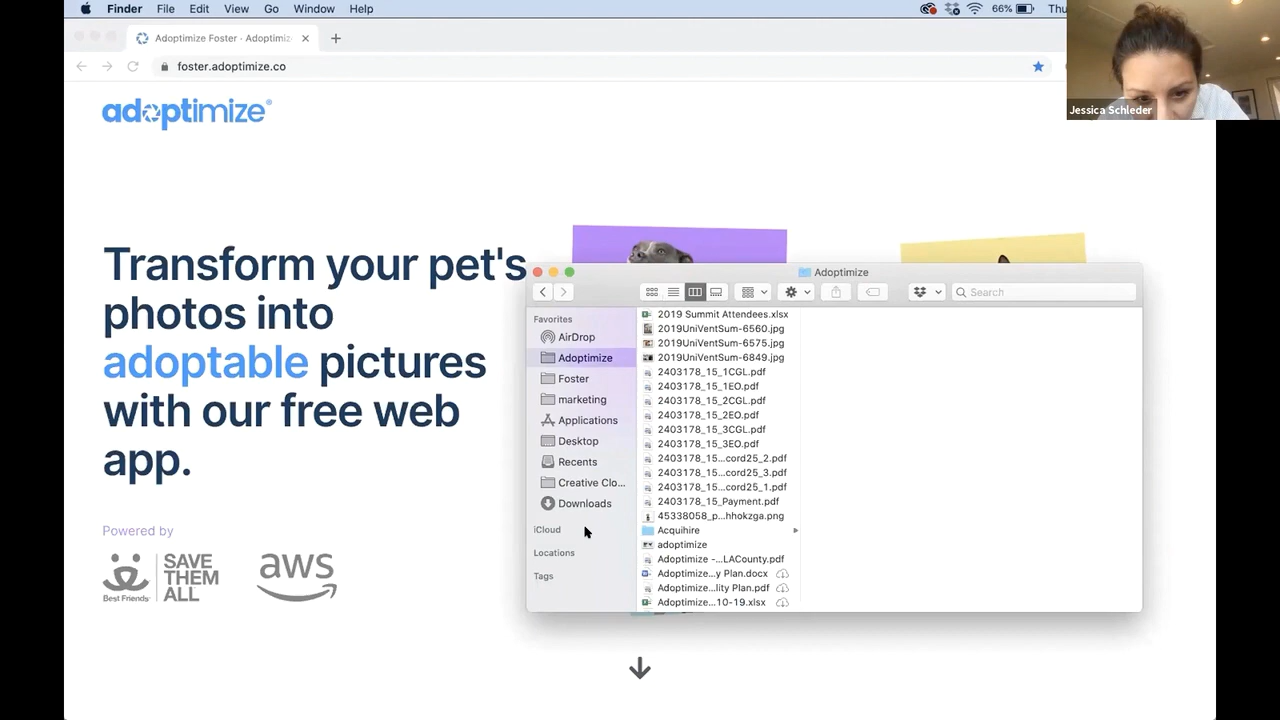 Finder File Edit View Go Window Help
66% Thu
Adoptimize Foster · Adoptimiz
foster.adoptimize.co
Jessica Schleder
adoptimize®
Transform your pet's
photos into
adoptable pictures
with our free web
app.
Powered by
Best Friends
SAVE
THEM
ALL
aws
Adoptimize
Search
Favorites
AirDrop
Adoptimize
Foster
marketing
Applications
Desktop
Recents
Creative Clo...
Downloads
iCloud
Locations
Tags
2019 Summit Attendees.xlsx
2019UniVentSum-6560.jpg
2019UniVentSum-6575.jpg
2019UniVentSum-6849.jpg
2403178_15_1CGL.pdf
2403178_15_1EO.pdf
2403178_15_2CGL.pdf
2403178_15_2EO.pdf
2403178_15_3CGL.pdf
2403178_15_3EO.pdf
2403178_15...cord25_2.pdf
2403178_15...cord25_3.pdf
2403178_15...cord25_1.pdf
2403178_15_Payment.pdf
45338058_p...hhokzga.png
Acquihire
adoptimize
Adoptimize -...LACounty.pdf
Adoptimize...y Plan.docx
Adoptimize...lity Plan.pdf
Adoptimize...10-19.xlsx